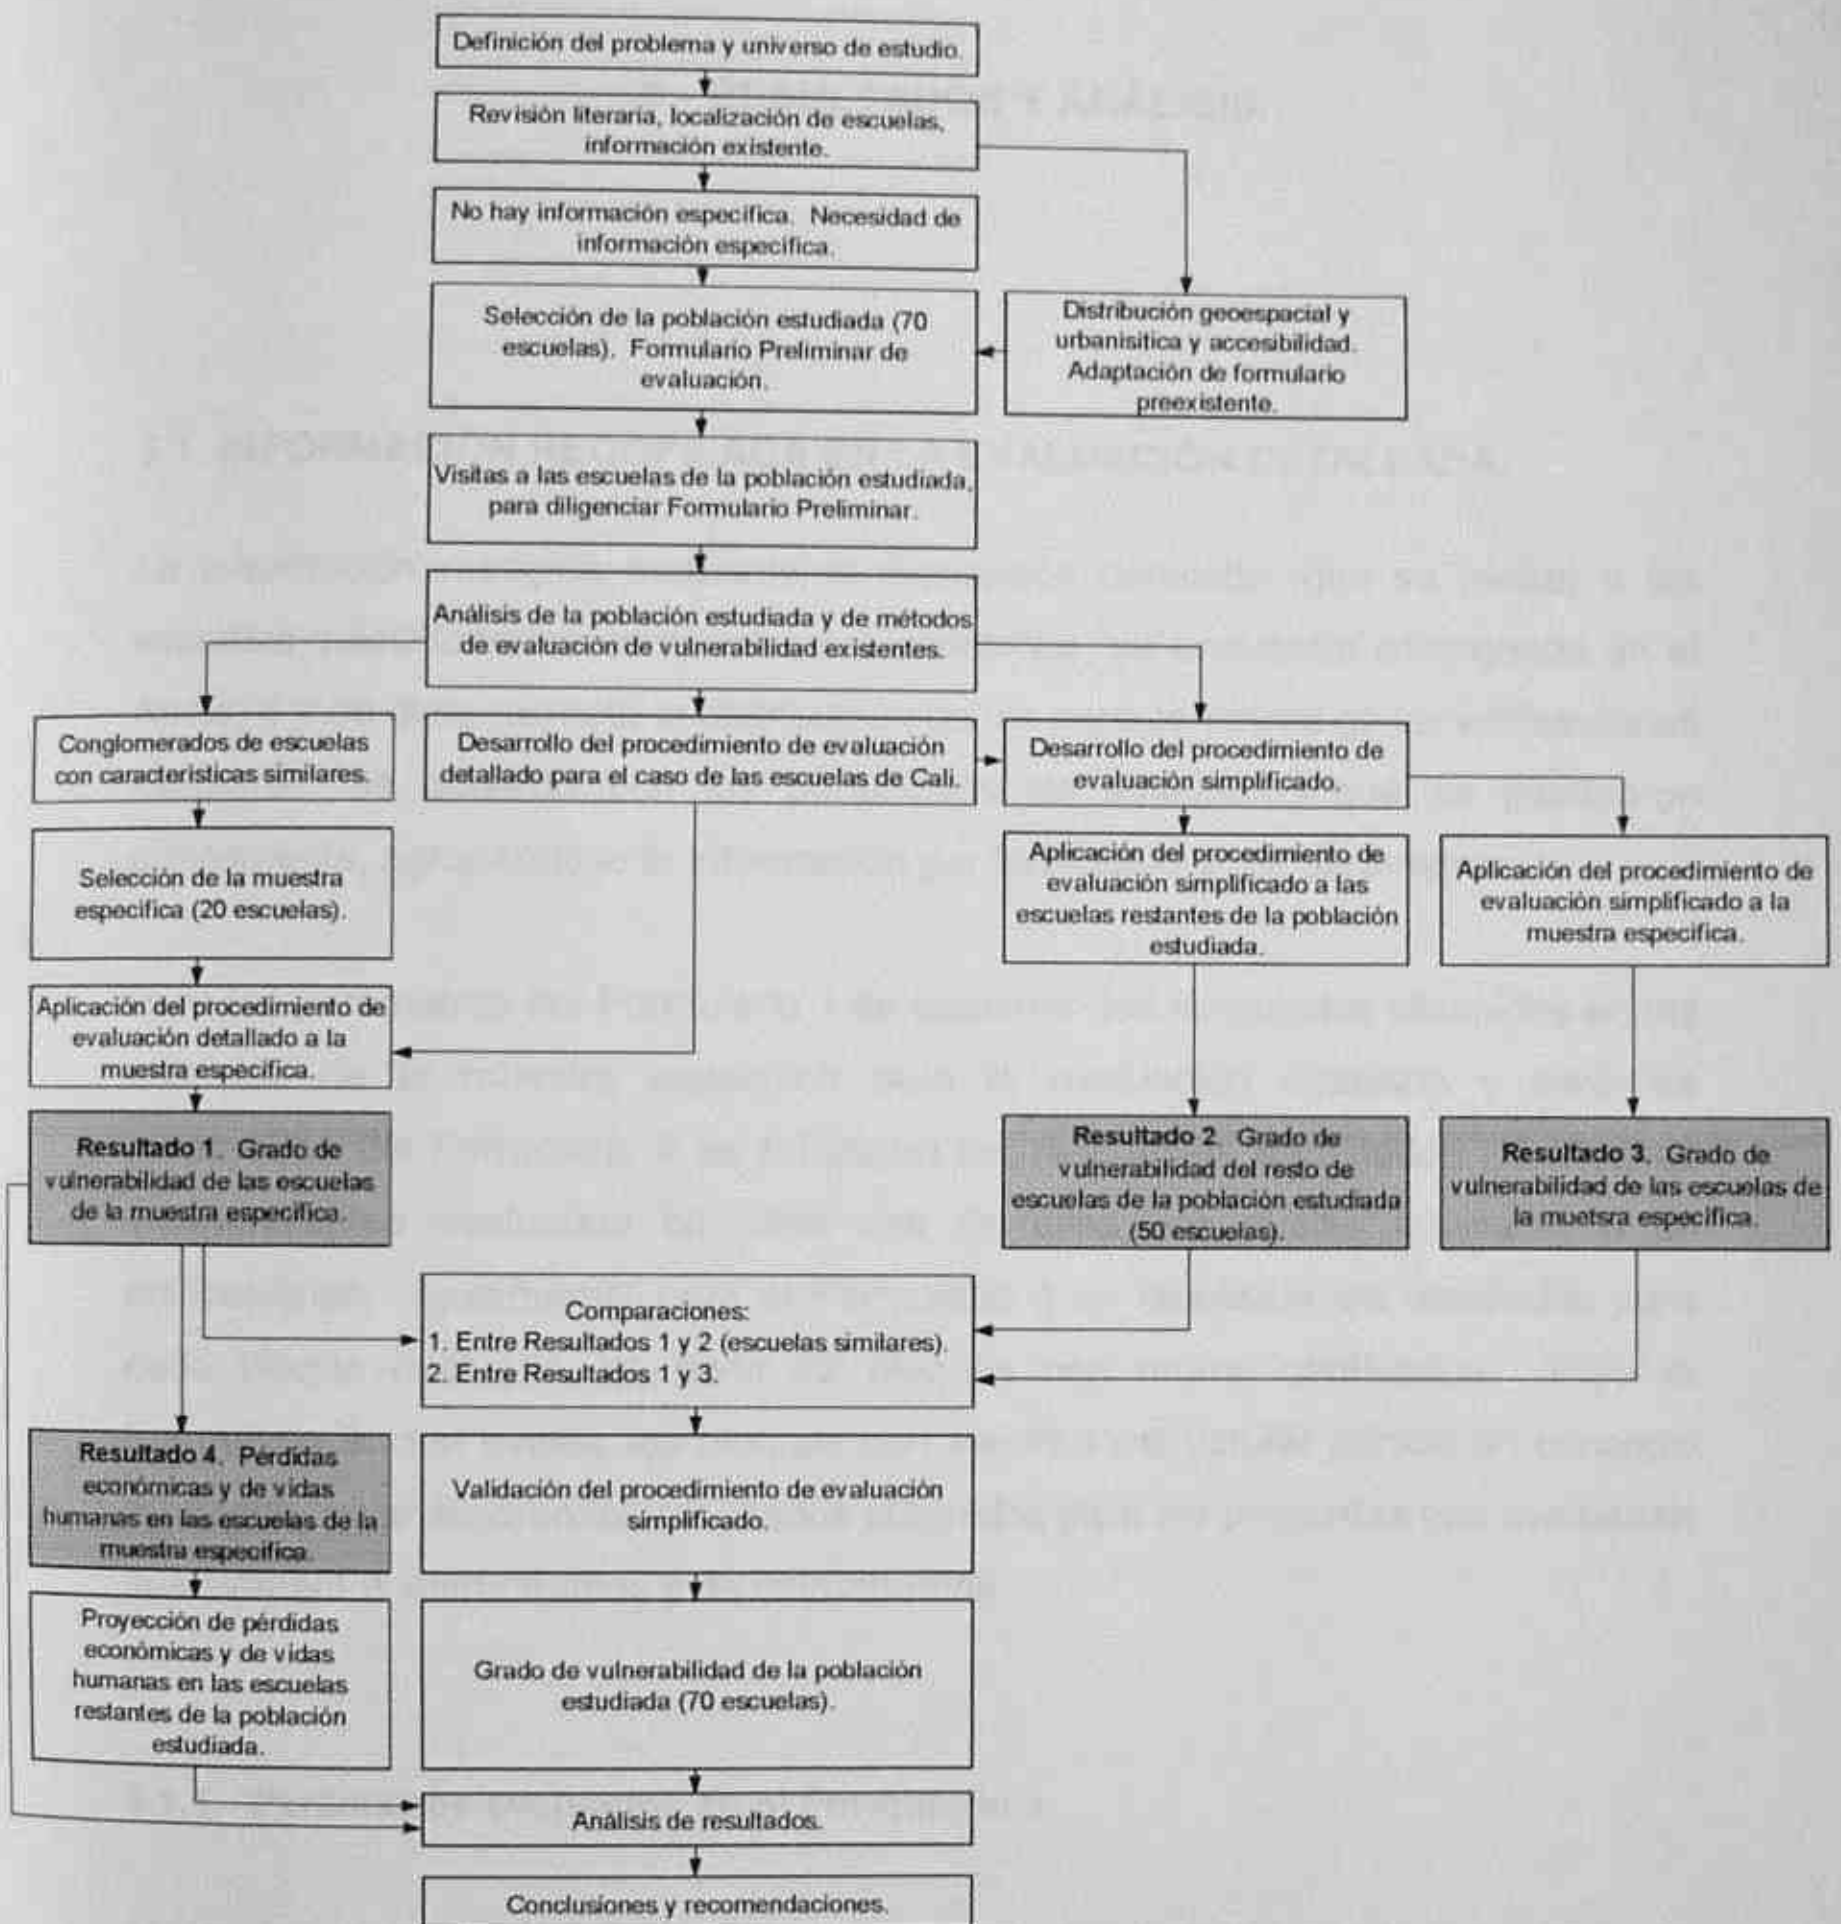 Definición del problema y universo de estudio.
Revisión literaria, localización de escuelas,
información existente.
No hay información específica. Necesidad de
información específica.
Selección de la población estudiada (70
escuelas). Formulario Preliminar de
evaluación.
Distribución geoespacial y
urbanisitica y accesibilidad.
Adaptación de formulario
preexistente.
Visitas a las escuelas de la población estudiada,
para diligenciar Formulario Preliminar.
Análisis de la población estudiada y de métodos
de evaluación de vulnerabilidad existentes.
Conglomerados de escuelas
con características similares.
Desarrollo del procedimiento de evaluación
detallado para el caso de las escuelas de Cali.
Desarrollo del procedimiento de
evaluación simplificado.
Selección de la muestra
especifica (20 escuelas).
Aplicación del procedimiento de
evaluación simplificado a las
escuelas restantes de la población
estudiada.
Aplicación del procedimiento de
evaluación simplificado a la
muestra especifica.
Aplicación del procedimiento de
evaluación detallado a la
muestra especifica.
Resultado 1. Grado de
vulnerabilidad de las escuelas
de la muestra especifica.
Resultado 2. Grado de
vulnerabilidad del resto de
escuelas de la población estudiada
(50 escuelas).
Resultado 3. Grado de
vulnerabilidad de las escuelas de
la muetsra especifica.
Comparaciones:
1. Entre Resultados 1 y 2 (escuelas similares).
2. Entre Resultados 1 y 3.
Resultado 4. Pérdidas
económicas y de vidas
humanas en las escuelas de la
muestra especifica.
Validación del procedimiento de evaluación
simplificado.
Proyección de pérdidas
económicas y de vidas
humanas en las escuelas
restantes de la población
estudiada.
Grado de vulnerabilidad de la población
estudiada (70 escuelas).
Análisis de resultados.
Conclusiones y recomendaciones.